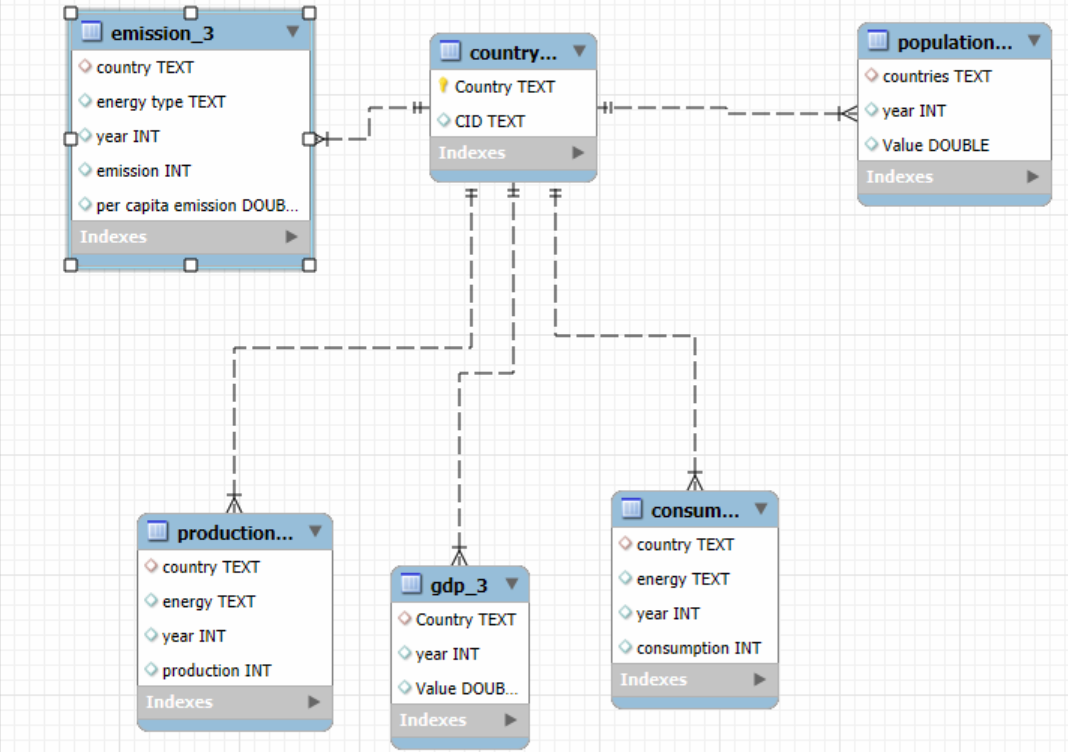 emission_3
country TEXT
energy type TEXT
year INT
emission INT
per capita emission DOUB...
Indexes
country...
Country TEXT
CID TEXT
Indexes
population...
countries TEXT
year INT
Value DOUBLE
Indexes
production...
country TEXT
energy TEXT
year INT
production INT
Indexes
gdp_3
Country TEXT
year INT
Value DOUB...
Indexes
consum...
country TEXT
energy TEXT
year INT
consumption INT
Indexes